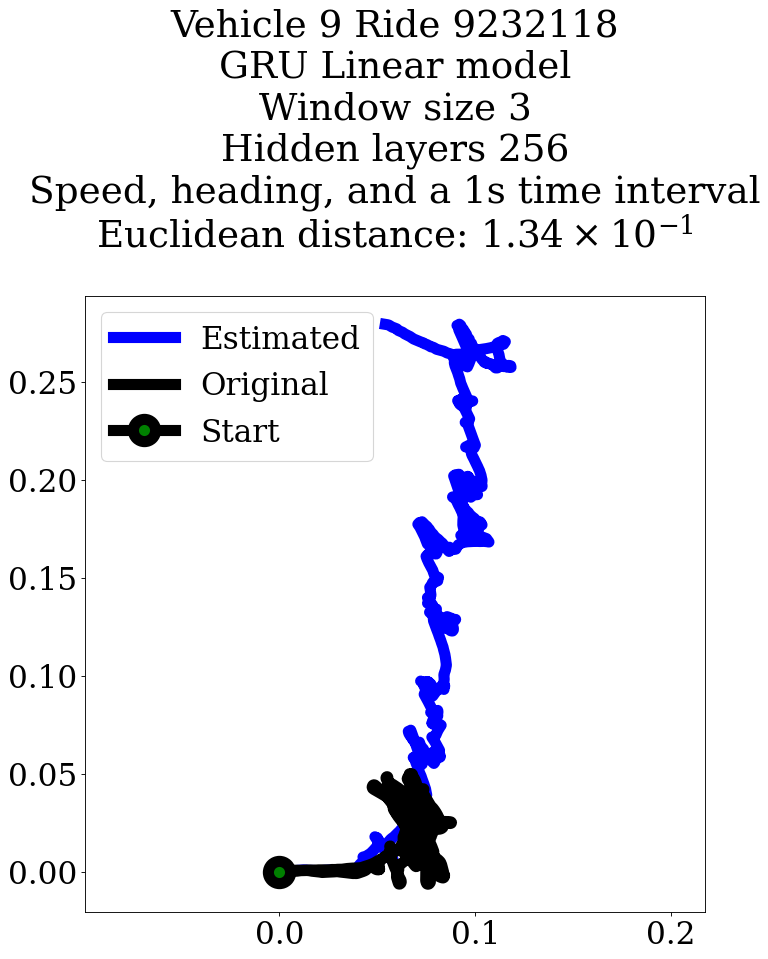 Vehicle 9 Ride 9232118
GRU Linear model
Window size 3
Hidden layers 256
Speed, heading, and a 1s time interval
Euclidean distance: 1.34 × 10⁻¹
Estimated
Original
Start
0.25
0.20
0.15
0.10
0.05
0.00
0.0 0.1 0.2